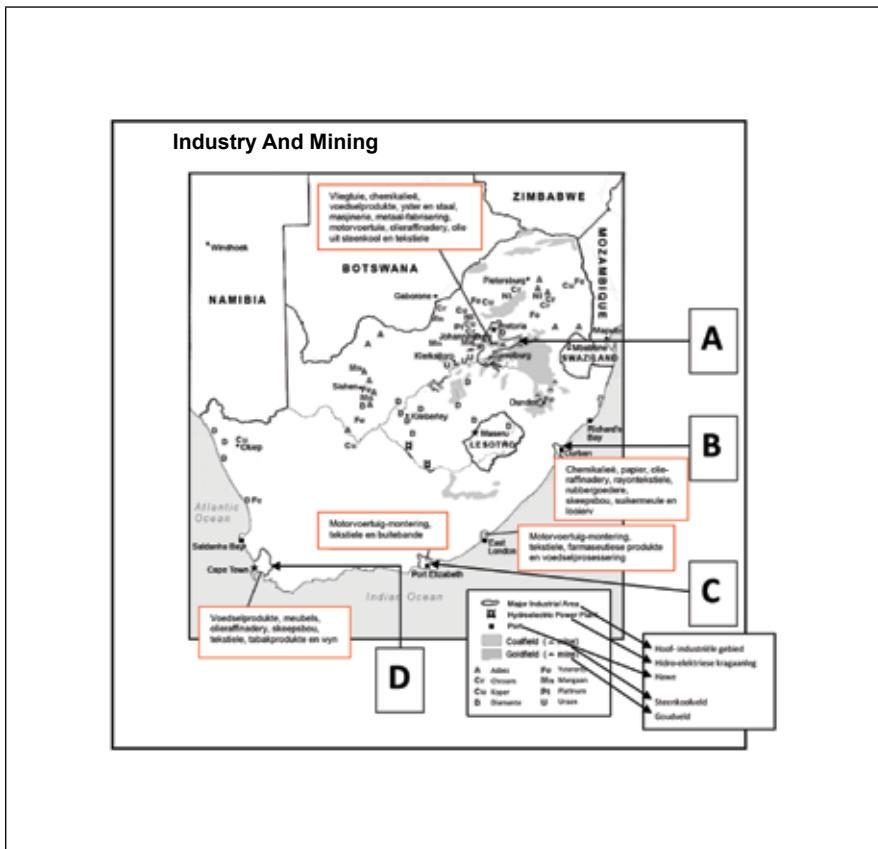 Industry And Mining
Vliegtuie, chemikalieë,
voedselprodukte, yster en staal,
masjinerie, metaal-fabrisering,
motorvoertuie, olieraffinadery, olie
uit steenkool en tekstiele
ZIMBABWE
MOZAMBIQUE
Windhoek
BOTSWANA
NAMIBIA
Pietersburg
Gaborone
Pretoria
Maputo
A
SWAZILAND
Klerksdorp
Sishen
Kimberley
Maseru
LESOTHO
Richard's
Bay
B
Durban
Okiep
Chemikalieë, papier, olie-
raffinadery, rayontekstiele,
rubbergoedere,
skeepsbou, suikermeule en
Atlantic
Ocean
Motorvoertuig-montering,
tekstiele en buitebande
Motorvoertuig-montering,
tekstiele, farmaseutiese produkte
en voedselprosessering
East
London
Saldanha Bay
Cape Town
Port Elizabeth
C
Indian Ocean
Voedselprodukte, meubels,
olieraffinadery, skeepsbou,
tekstiele, tabakprodukte en wyn
D
Major Industrial Area
Hydroelectric Power Plant
Port
Coalfield ( mine)
Goldfield ( mine)
A Asbes
Cr Chroom
Cu Koper
D Diamante
Fe
Mn Mangaan
Pt Platinum
U Uraan
Hoof- industriële gebied
Hidro-elektriese kragaanleg
Hawe
Steenkoolveld
Goudveld